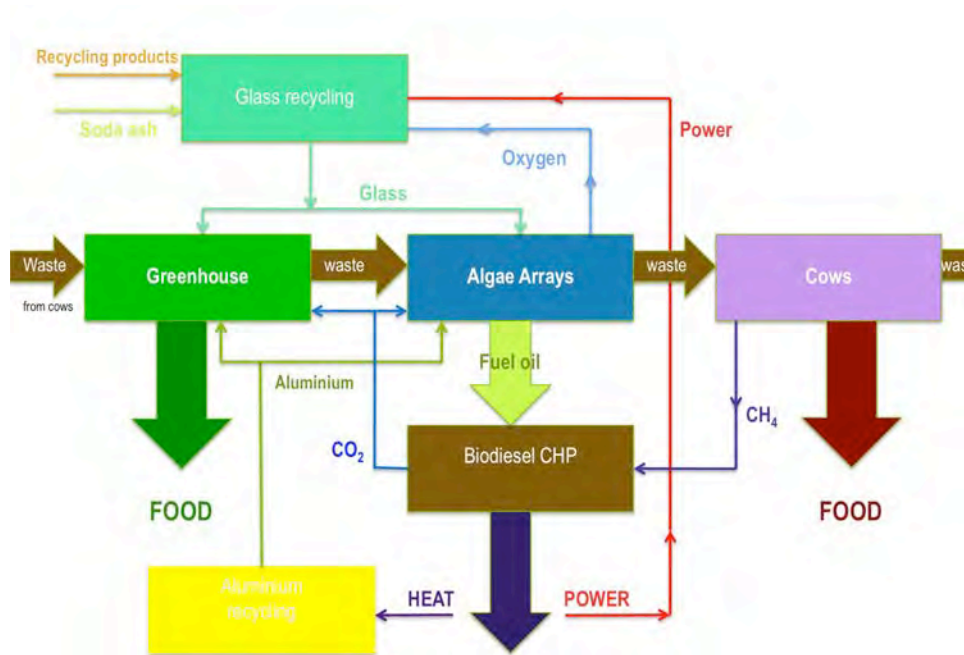 Recycling products
Glass recycling
Soda ash
Power
Oxygen
Glass
Waste
from cows
Greenhouse
waste
Algae Arrays
waste
Cows
was
Aluminium
Fuel oil
CO₂
Biodiesel CHP
CH₄
FOOD
FOOD
Aluminium
recycling
HEAT
POWER